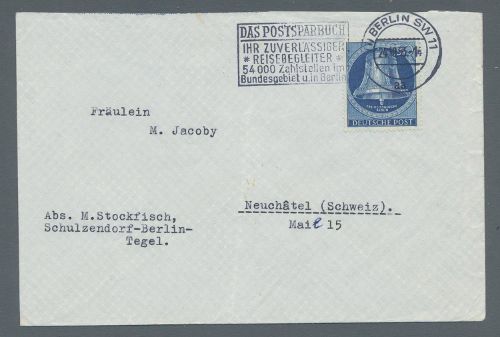 DAS POSTSPARBUCH
IHR ZUVERLÄSSIGER
* REISEBEGLEITER *
54 000 Zahlstellen im
Bundesgebiet u. in Berlin
BERLIN SW 11
DEUTSCHE POST
Fräulein
M. Jacoby
Neuchâtel (Schweiz).
Mail 15
Abs. M.Stockfisch,
Schulzendorf-Berlin-
Tegel.